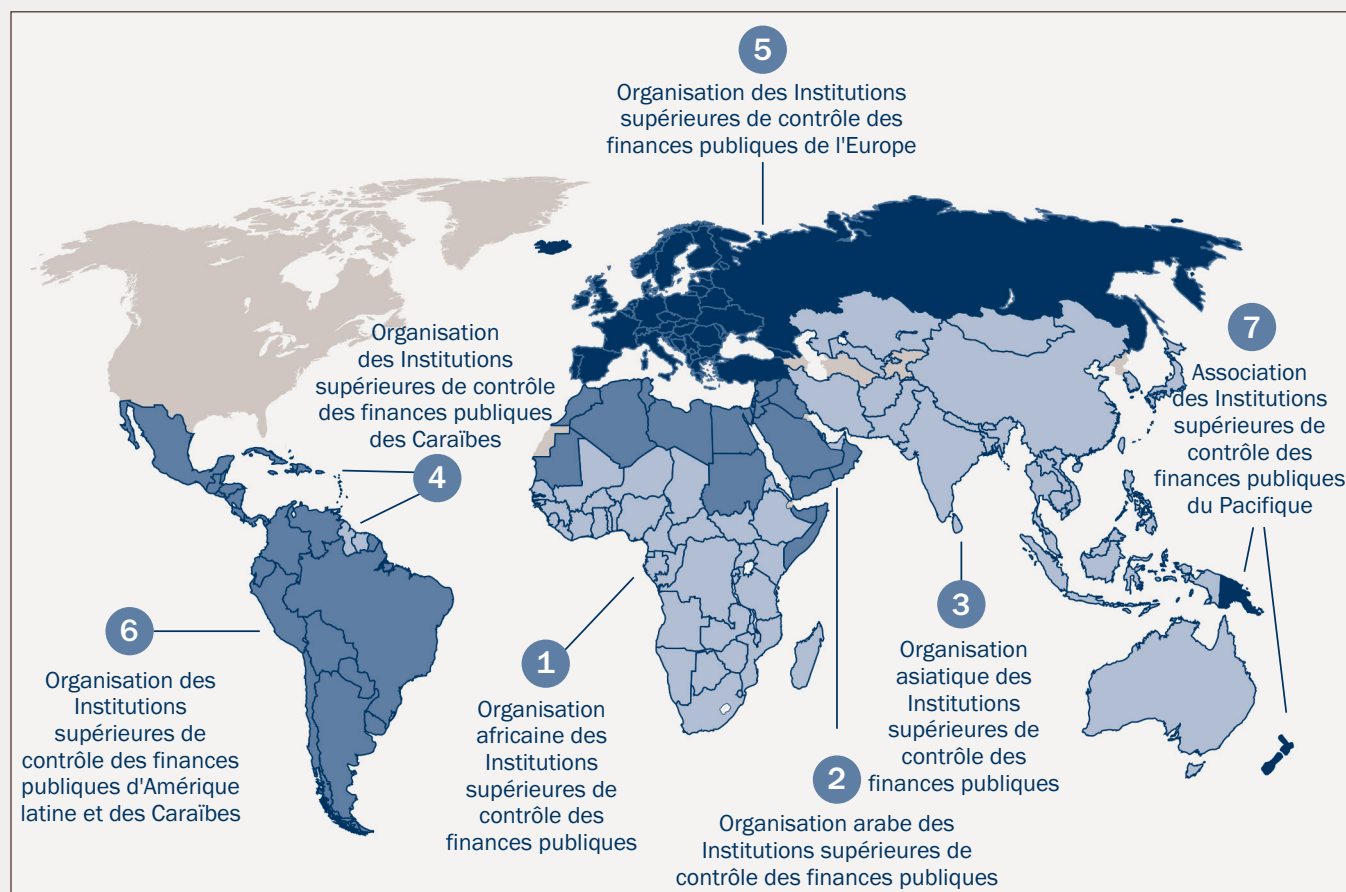 5
Organisation des Institutions
supérieures de contrôle des
finances publiques de l'Europe
Organisation
des Institutions
supérieures de contrôle
des finances publiques
des Caraïbes
4
7
Association
des Institutions
supérieures de
contrôle des
finances publiques
du Pacifique
6
Organisation des
Institutions
supérieures de
contrôle des finances
publiques d'Amérique
latine et des Caraïbes
1
Organisation
africaine des
Institutions
supérieures de
contrôle des
finances publiques
3
Organisation
asiatique des
Institutions
supérieures de
contrôle des
finances publiques
2
Organisation arabe des
Institutions supérieures de
contrôle des finances publiques